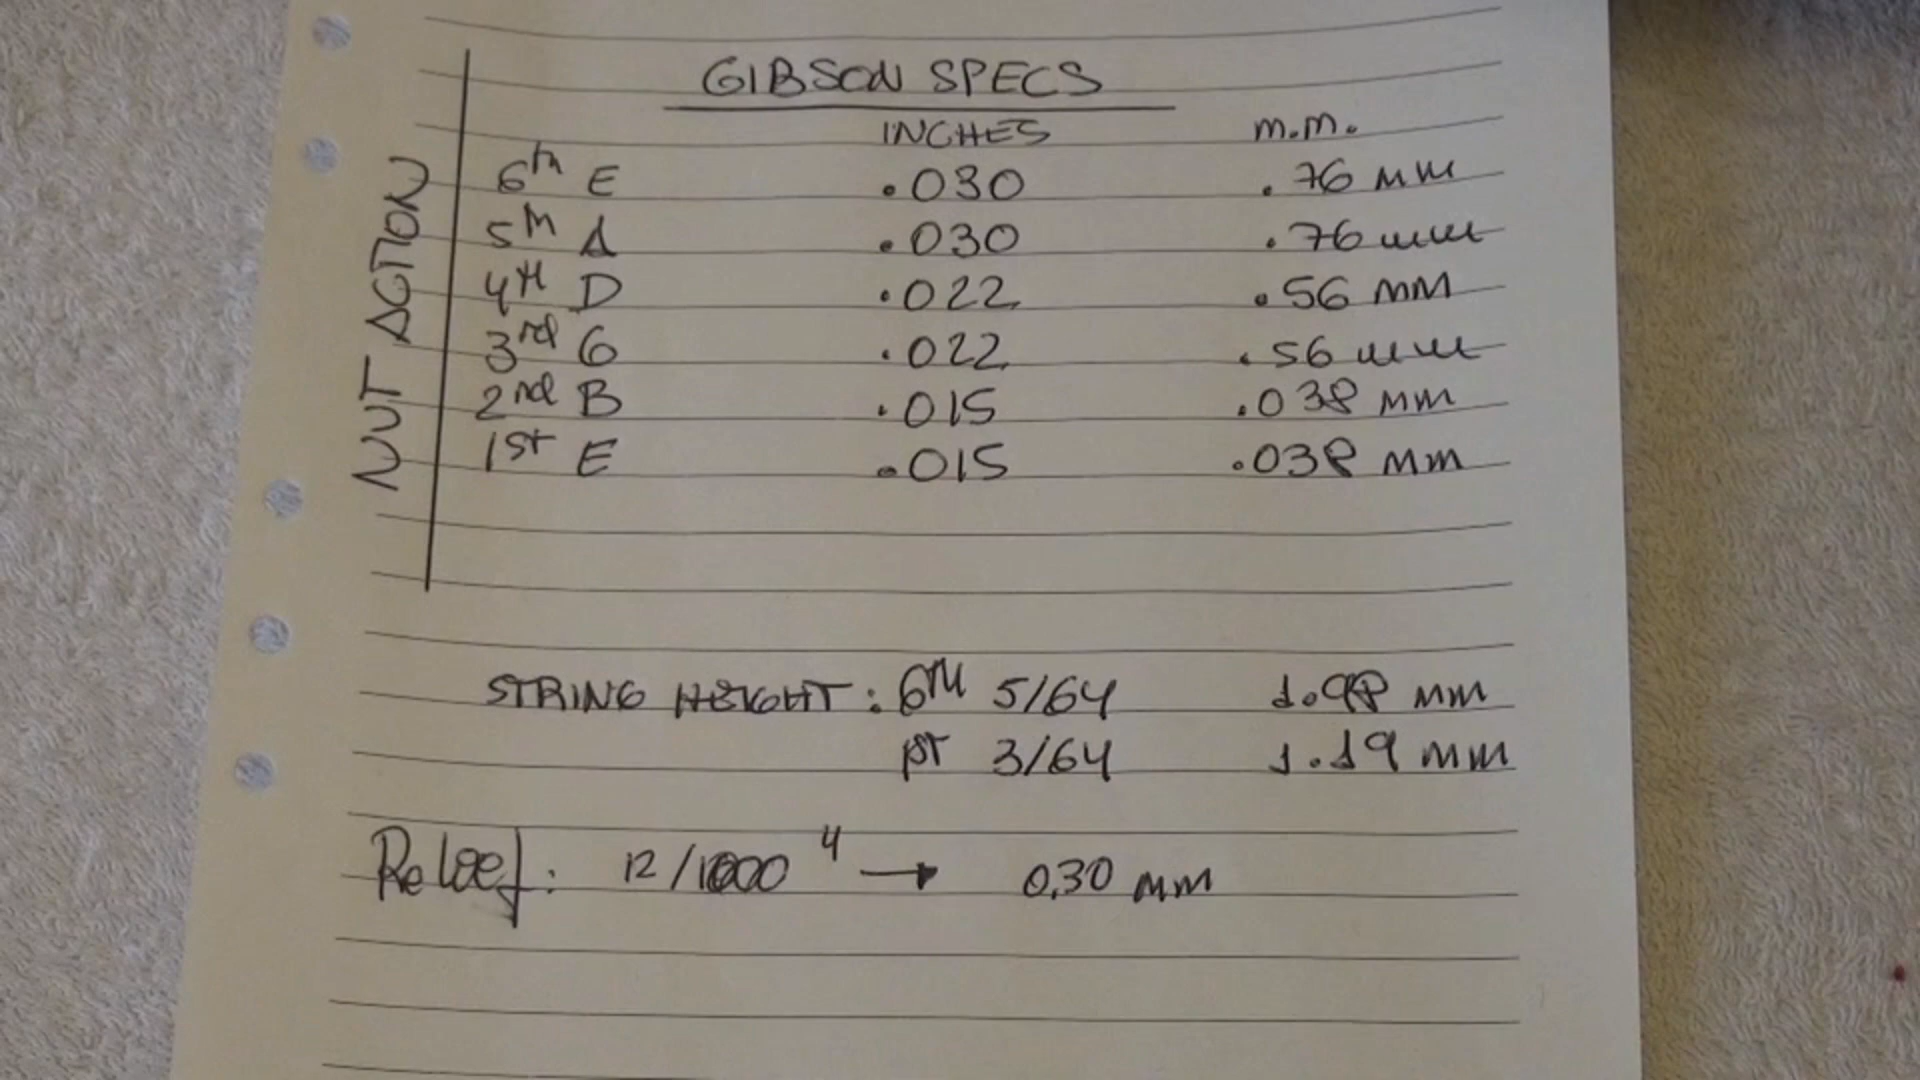 GIBSON SPECS
INCHES m.m.
NUT ACTION
6th E .030 .76 mm
5th A .030 .76 mm
4TH D .022 .56 mm
3rd G .022 .56 mm
2nd B .015 .038 mm
1ST E .015 .038 mm
STRING HEIGHT: 6TH 5/64 1.98 mm
1ST 3/64 1.19 mm
Relief: 12/1000" → 0,30 mm